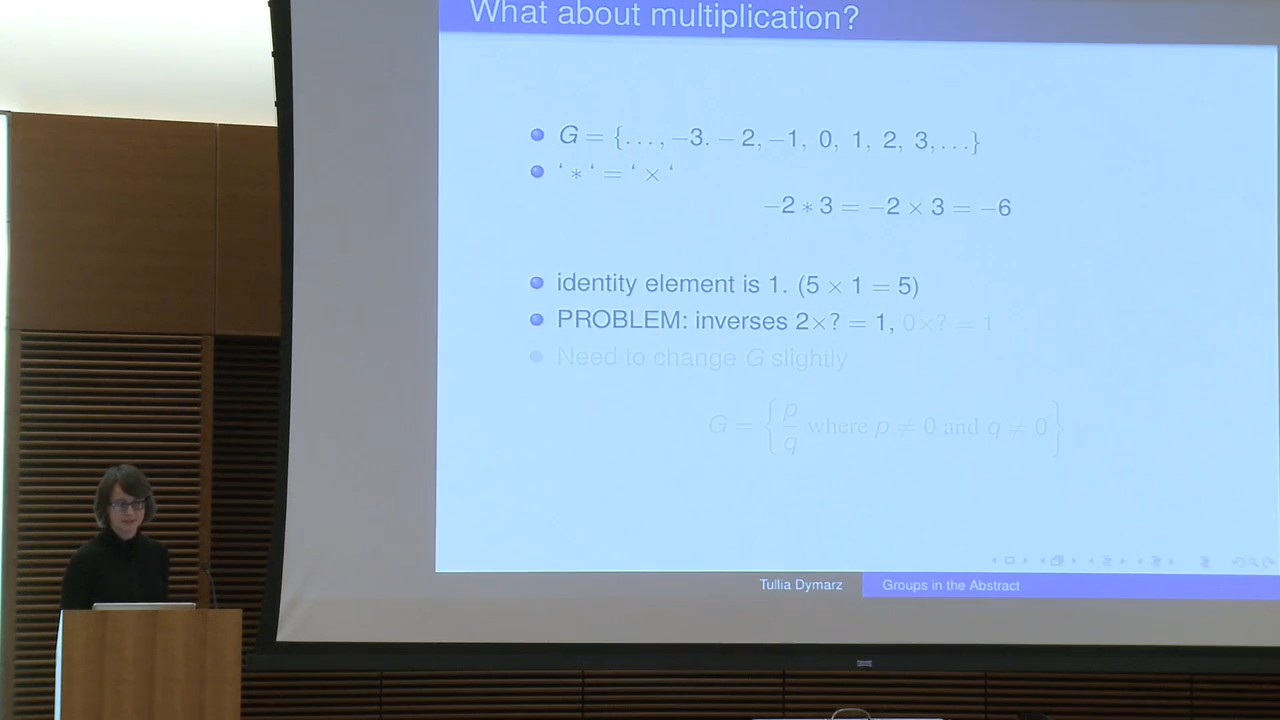 What about multiplication?
G = {..., −3. − 2, −1, 0, 1, 2, 3, ...}
‘ ∗ ‘ = ‘ × ‘
−2 ∗ 3 = −2 × 3 = −6
identity element is 1. (5 × 1 = 5)
PROBLEM: inverses 2×? = 1, 0×? = 1
Need to change G slightly
G = { p/q where p ≠ 0 and q ≠ 0 }
Tullia Dymarz Groups in the Abstract